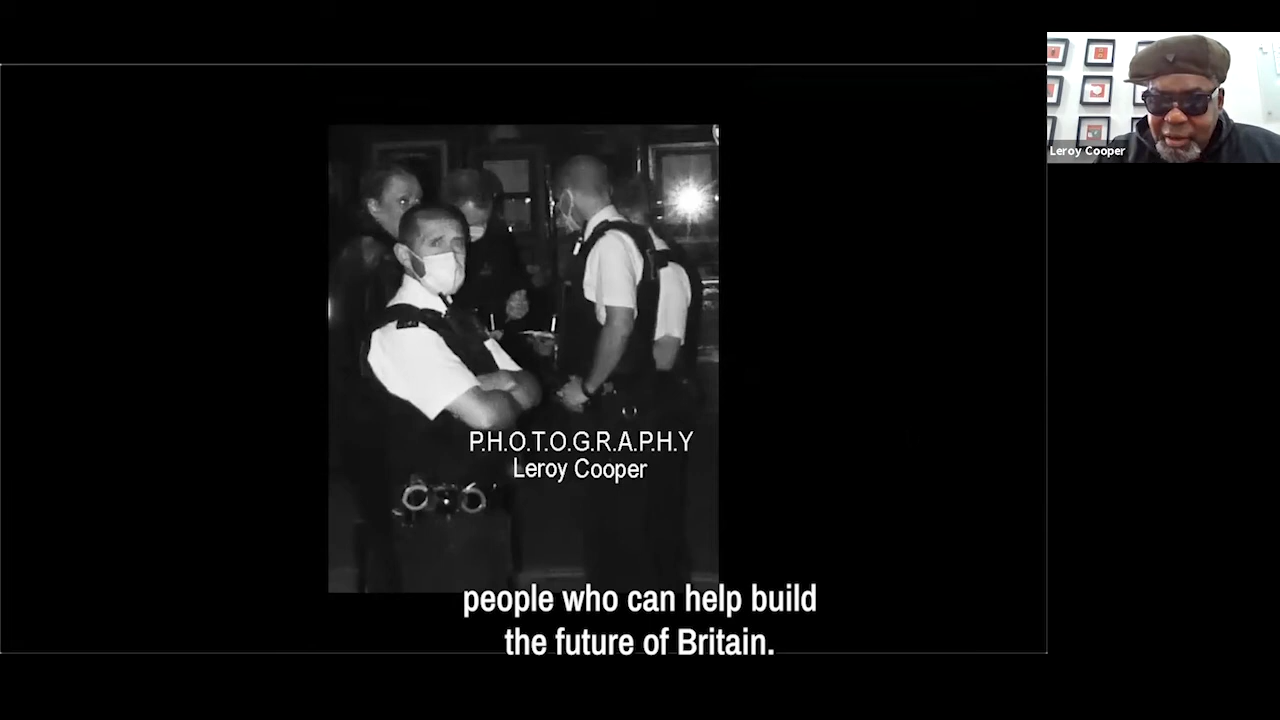 Leroy Cooper
P.H.O.T.O.G.R.A.P.H.Y
Leroy Cooper
people who can help build
the future of Britain.